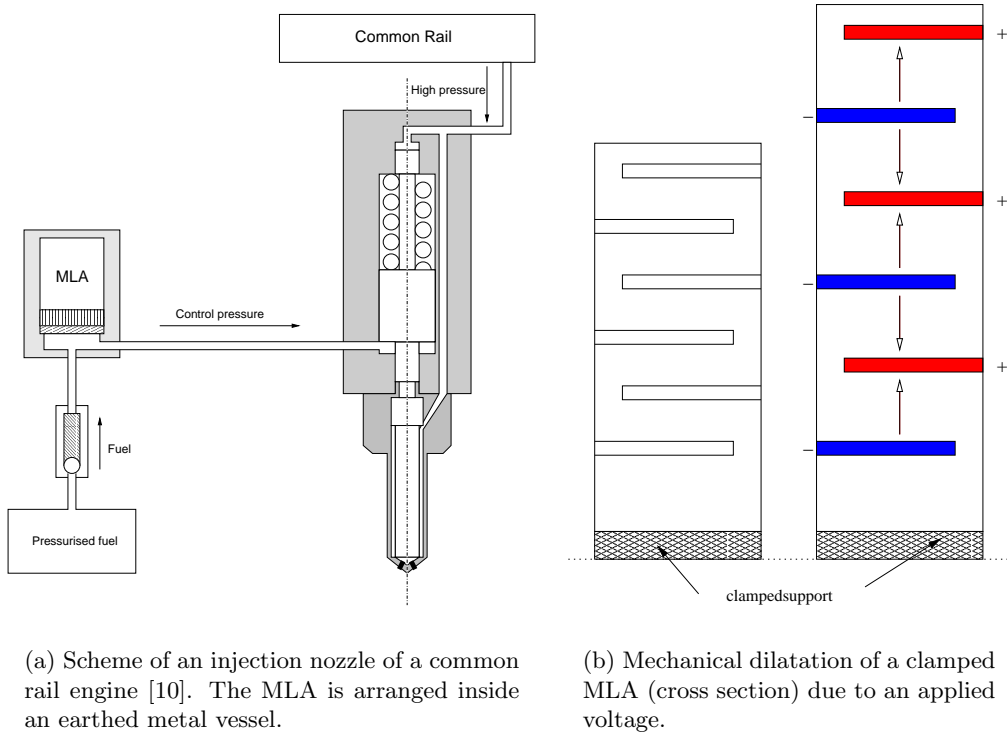 Common Rail
High pressure
MLA
Control pressure
Fuel
Pressurised fuel
+
−
+
−
+
−
clampedsupport
(a) Scheme of an injection nozzle of a common
rail engine [10]. The MLA is arranged inside
an earthed metal vessel.
(b) Mechanical dilatation of a clamped
MLA (cross section) due to an applied
voltage.